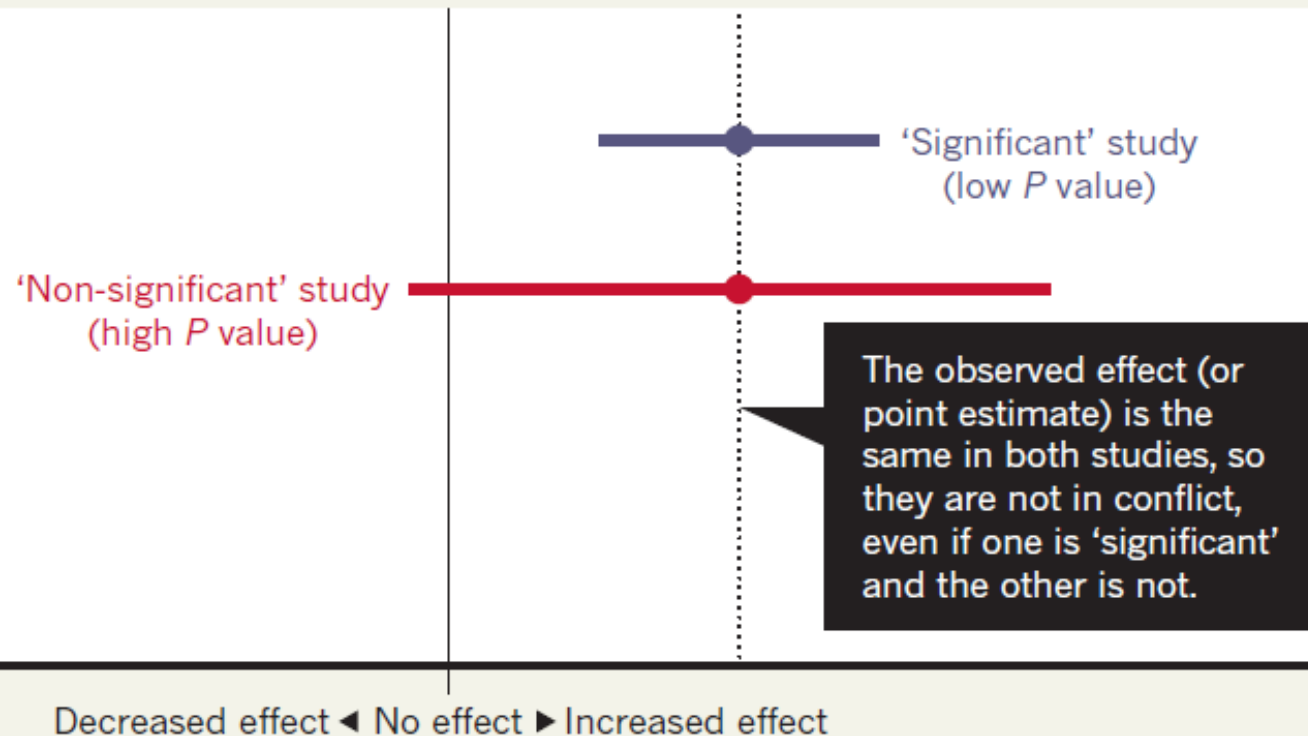 ‘Significant’ study
(low P value)
‘Non-significant’ study
(high P value)
The observed effect (or
point estimate) is the
same in both studies, so
they are not in conflict,
even if one is ‘significant’
and the other is not.
Decreased effect ◄ No effect ► Increased effect